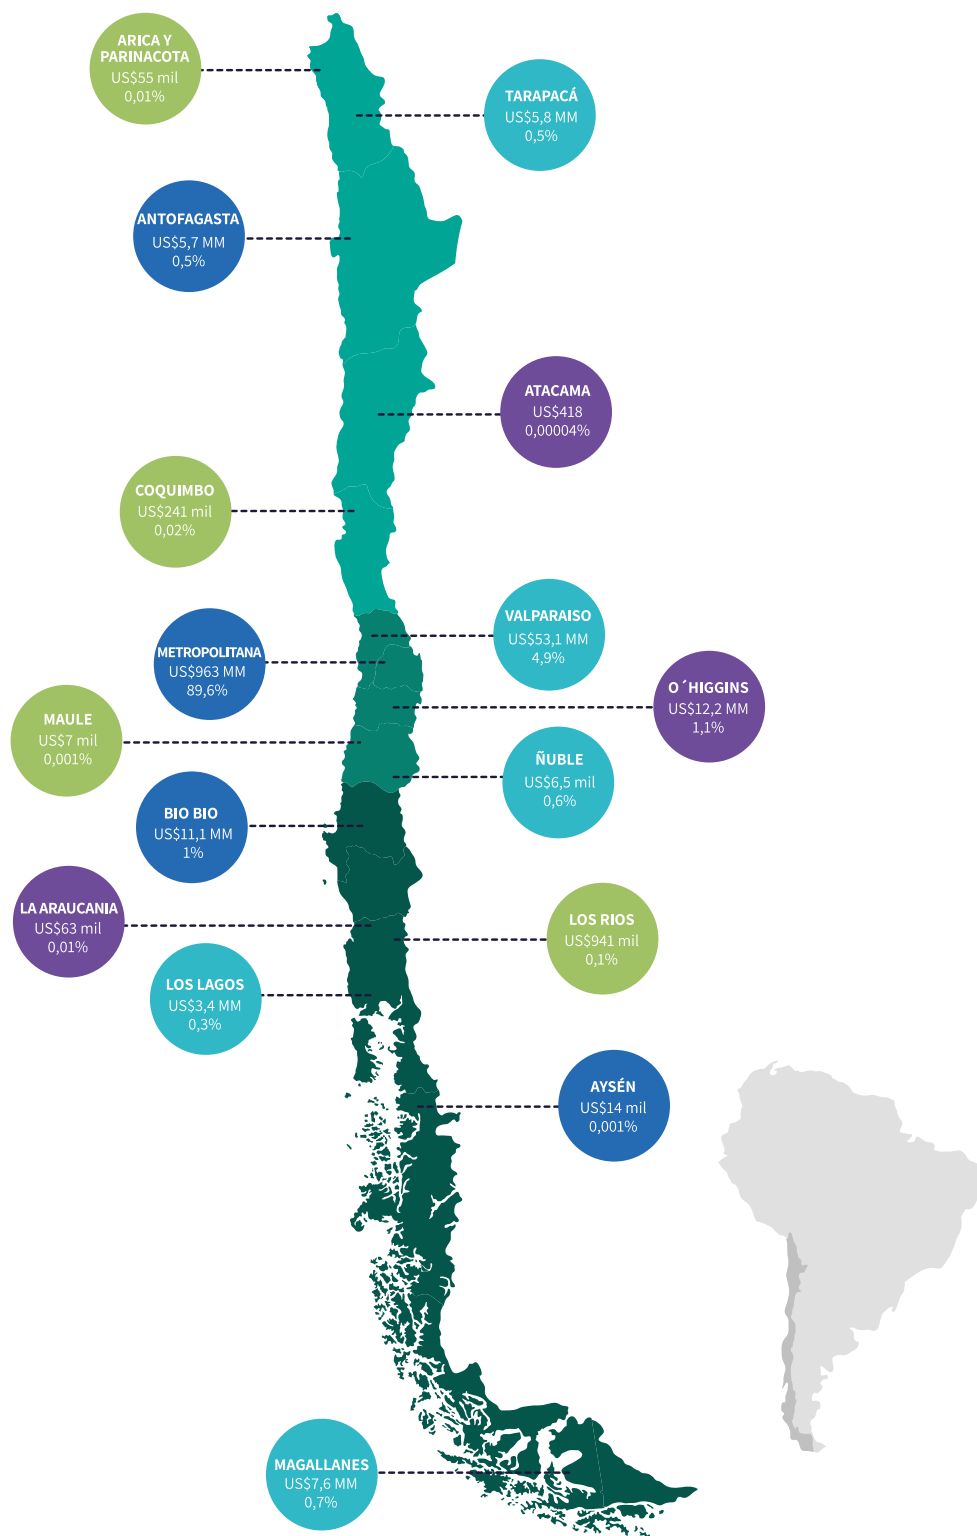 ARICA Y
PARINACOTA
US$55 mil
0,01%
TARAPACÁ
US$5,8 MM
0,5%
ANTOFAGASTA
US$5,7 MM
0,5%
ATACAMA
US$418
0,00004%
COQUIMBO
US$241 mil
0,02%
VALPARAISO
US$53,1 MM
4,9%
METROPOLITANA
US$963 MM
89,6%
O´HIGGINS
US$12,2 MM
1,1%
MAULE
US$7 mil
0,001%
ÑUBLE
US$6,5 mil
0,6%
BIO BIO
US$11,1 MM
1%
LA ARAUCANIA
US$63 mil
0,01%
LOS RIOS
US$941 mil
0,1%
LOS LAGOS
US$3,4 MM
0,3%
AYSÉN
US$14 mil
0,001%
MAGALLANES
US$7,6 MM
0,7%